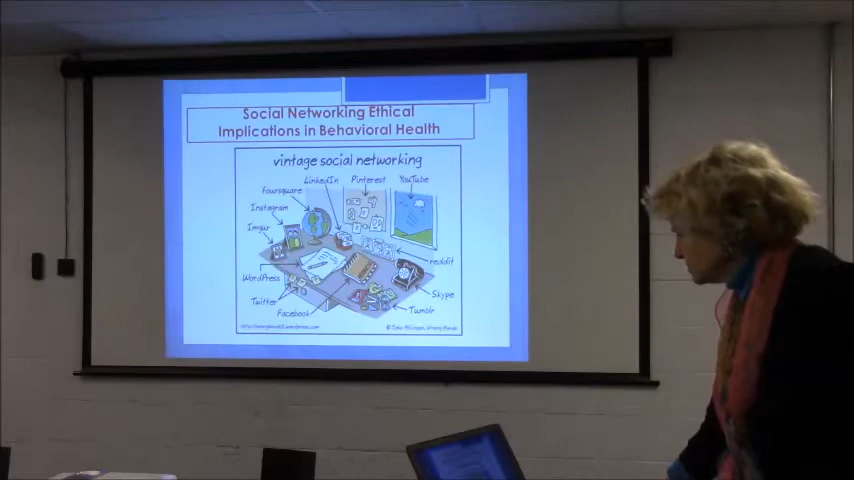 Social Networking Ethical
Implications in Behavioral Health
vintage social networking
LinkedIn
Pinterest
YouTube
foursquare
Instagram
Imgur
reddit
WordPress
Skype
Twitter
Facebook
Tumblr